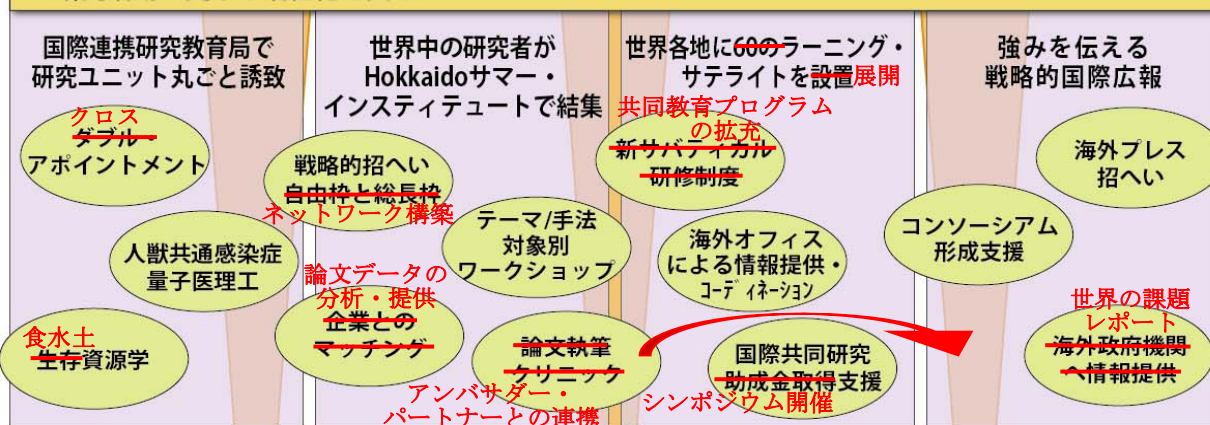 国際連携研究教育局で
研究ユニット丸ごと誘致
クロス
ダブル・
アポイントメント
人獣共通感染症
量子医理工
食水土
生存資源学
世界中の研究者が
Hokkaidoサマー・
インスティテュートで結集
戦略的招へい
自由枠と総長枠
ネットワーク構築
テーマ/手法
対象別
ワークショップ
論文データの
分析・提供
企業との
マッチング
論文執筆
クリニック
アンバサダー・
パートナーとの連携
世界各地に60のラーニング・
サテライトを設置展開
共同教育プログラム
の拡充
新サバティカル
研修制度
海外オフィス
による情報提供・
コーディネーション
国際共同研究
助成金取得支援
シンポジウム開催
強みを伝える
戦略的国際広報
海外プレス
招へい
コンソーシアム
形成支援
世界の課題
レポート
海外政府機関
へ情報提供